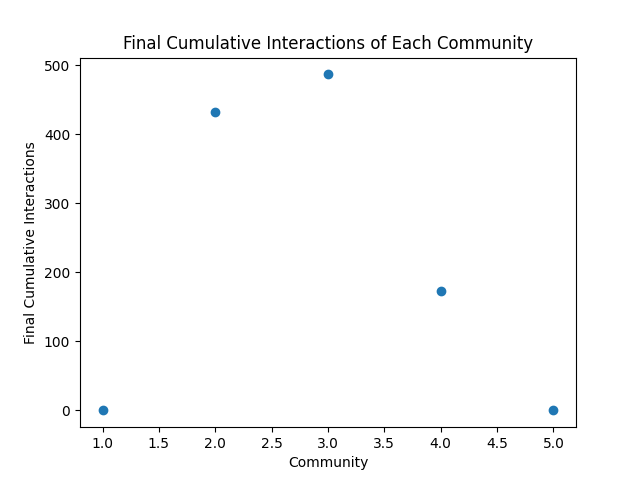 Final Cumulative Interactions of Each Community
Final Cumulative Interactions
500
400
300
200
100
0
1.0 1.5 2.0 2.5 3.0 3.5 4.0 4.5 5.0
Community